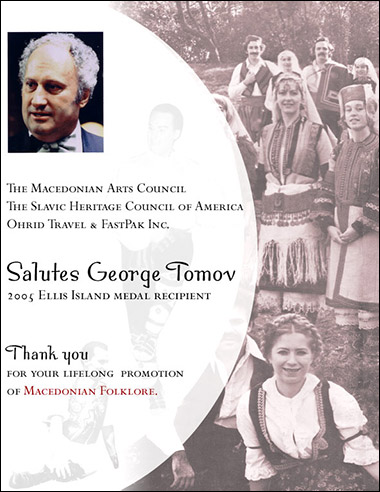 The Macedonian Arts Council
The Slavic Heritage Council of America
Ohrid Travel & FastPak Inc.
Salutes George Tomov
2005 Ellis Island medal recipient
Thank you
for your lifelong promotion
of Macedonian Folklore.